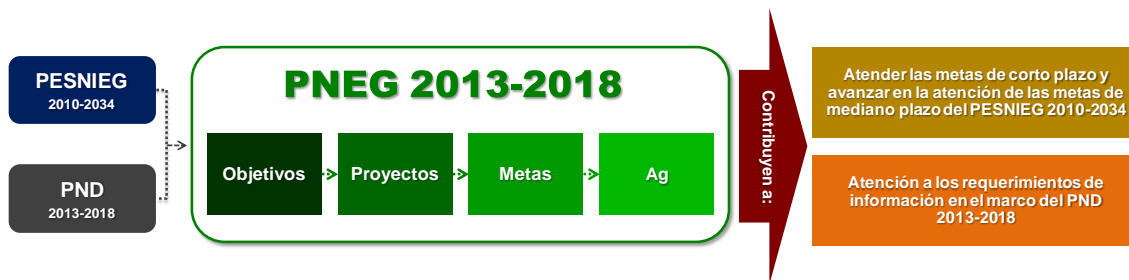 PESNIEG
2010-2034
PND
2013-2018
PNEG 2013-2018
Objetivos
Proyectos
Metas
Ag
Contribuyen a:
Atender las metas de corto plazo y
avanzar en la atención de las metas de
mediano plazo del PESNIEG 2010-2034
Atención a los requerimientos de
información en el marco del PND
2013-2018